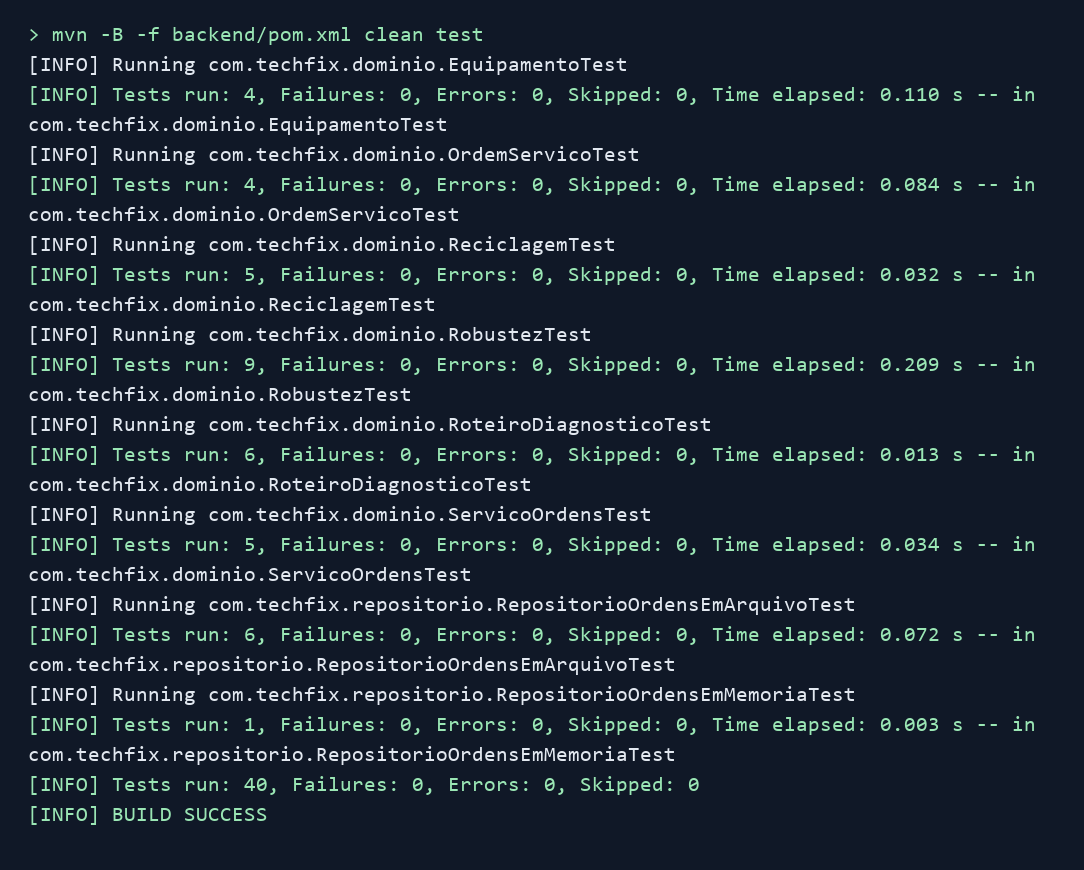 > mvn -B -f backend/pom.xml clean test
[INFO] Running com.techfix.dominio.EquipamentoTest
[INFO] Tests run: 4, Failures: 0, Errors: 0, Skipped: 0, Time elapsed: 0.110 s -- in
com.techfix.dominio.EquipamentoTest
[INFO] Running com.techfix.dominio.OrdemServicoTest
[INFO] Tests run: 4, Failures: 0, Errors: 0, Skipped: 0, Time elapsed: 0.084 s -- in
com.techfix.dominio.OrdemServicoTest
[INFO] Running com.techfix.dominio.ReciclagemTest
[INFO] Tests run: 5, Failures: 0, Errors: 0, Skipped: 0, Time elapsed: 0.032 s -- in
com.techfix.dominio.ReciclagemTest
[INFO] Running com.techfix.dominio.RobustezTest
[INFO] Tests run: 9, Failures: 0, Errors: 0, Skipped: 0, Time elapsed: 0.209 s -- in
com.techfix.dominio.RobustezTest
[INFO] Running com.techfix.dominio.RoteiroDiagnosticoTest
[INFO] Tests run: 6, Failures: 0, Errors: 0, Skipped: 0, Time elapsed: 0.013 s -- in
com.techfix.dominio.RoteiroDiagnosticoTest
[INFO] Running com.techfix.dominio.ServicoOrdensTest
[INFO] Tests run: 5, Failures: 0, Errors: 0, Skipped: 0, Time elapsed: 0.034 s -- in
com.techfix.dominio.ServicoOrdensTest
[INFO] Running com.techfix.repositorio.RepositorioOrdensEmArquivoTest
[INFO] Tests run: 6, Failures: 0, Errors: 0, Skipped: 0, Time elapsed: 0.072 s -- in
com.techfix.repositorio.RepositorioOrdensEmArquivoTest
[INFO] Running com.techfix.repositorio.RepositorioOrdensEmMemoriaTest
[INFO] Tests run: 1, Failures: 0, Errors: 0, Skipped: 0, Time elapsed: 0.003 s -- in
com.techfix.repositorio.RepositorioOrdensEmMemoriaTest
[INFO] Tests run: 40, Failures: 0, Errors: 0, Skipped: 0
[INFO] BUILD SUCCESS